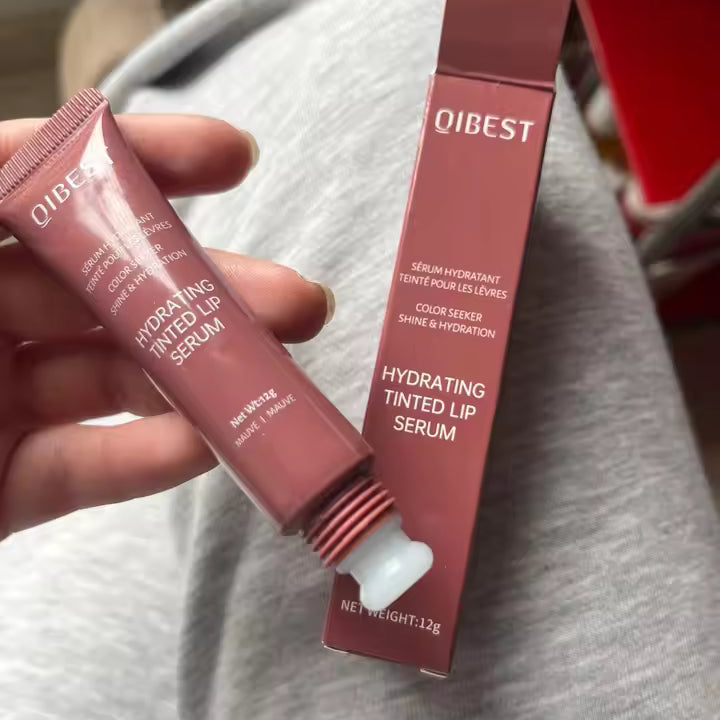 QIBEST
SÉRUM HYDRATANT
TEINTÉ POUR LES LÈVRES
COLOR SEEKER
SHINE & HYDRATION
HYDRATING
TINTED LIP
SERUM
Net Wt:12g
MAUVE | MAUVE
QIBEST
SÉRUM HYDRATANT
TEINTÉ POUR LES LÈVRES
COLOR SEEKER
SHINE & HYDRATION
HYDRATING
TINTED LIP
SERUM
NET WEIGHT:12g